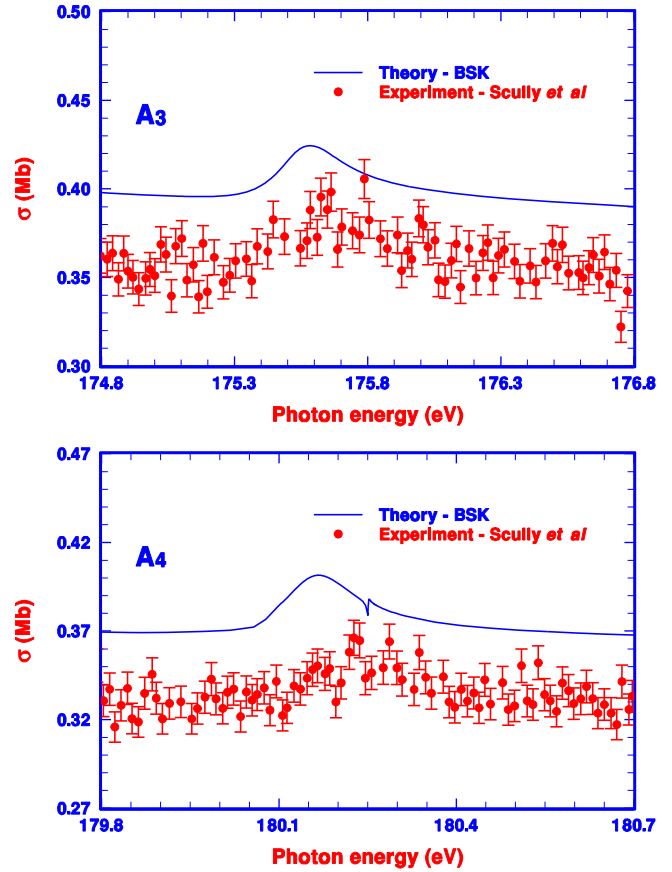 0.50
Theory - BSK
Experiment - Scully et al
0.45
A3
σ (Mb)
0.40
0.35
0.30
174.8 175.3 175.8 176.3 176.8
Photon energy (eV)
0.47
Theory - BSK
Experiment - Scully et al
0.42
A4
σ (Mb)
0.37
0.32
0.27
179.8 180.1 180.4 180.7
Photon energy (eV)